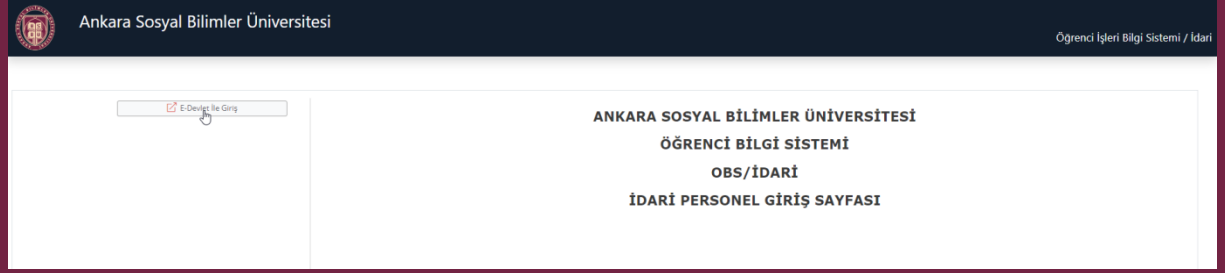 Ankara Sosyal Bilimler Üniversitesi
Öğrenci İşleri Bilgi Sistemi / İdari
E-Devlet İle Giriş
ANKARA SOSYAL BİLİMLER ÜNİVERSİTESİ
ÖĞRENCİ BİLGİ SİSTEMİ
OBS/İDARİ
İDARİ PERSONEL GİRİŞ SAYFASI